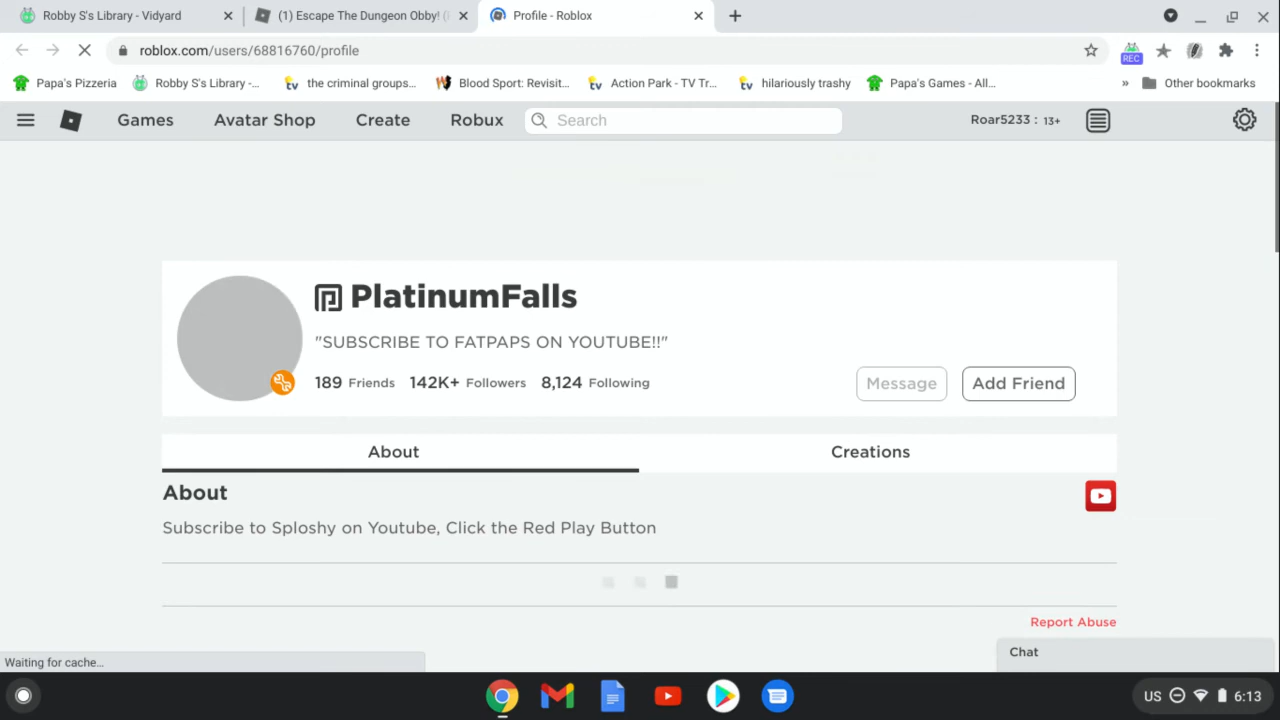 Robby S's Library - Vidyard
(1) Escape The Dungeon Obby! (
Profile - Roblox
roblox.com/users/68816760/profile
REC
Papa's Pizzeria
Robby S's Library -...
the criminal groups...
Blood Sport: Revisit...
Action Park - TV Tr...
hilariously trashy
Papa's Games - All...
»
Other bookmarks
Games
Avatar Shop
Create
Robux
Search
Roar5233 : 13+
PlatinumFalls
"SUBSCRIBE TO FATPAPS ON YOUTUBE!!"
189 Friends 142K+ Followers 8,124 Following
Message
Add Friend
About
Creations
About
Subscribe to Sploshy on Youtube, Click the Red Play Button
Report Abuse
Chat
Waiting for cache...
US
6:13